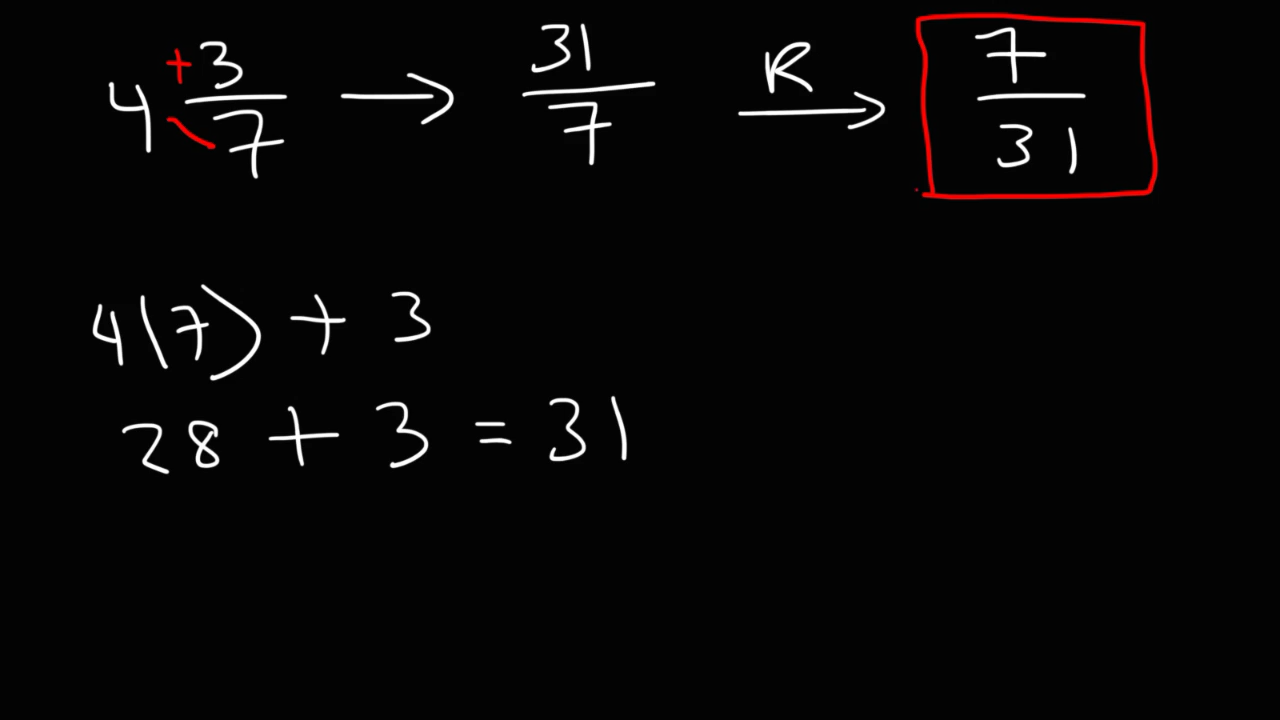 4 + 3/7 → 31/7 R → 7/31
4(7) + 3
28 + 3 = 31